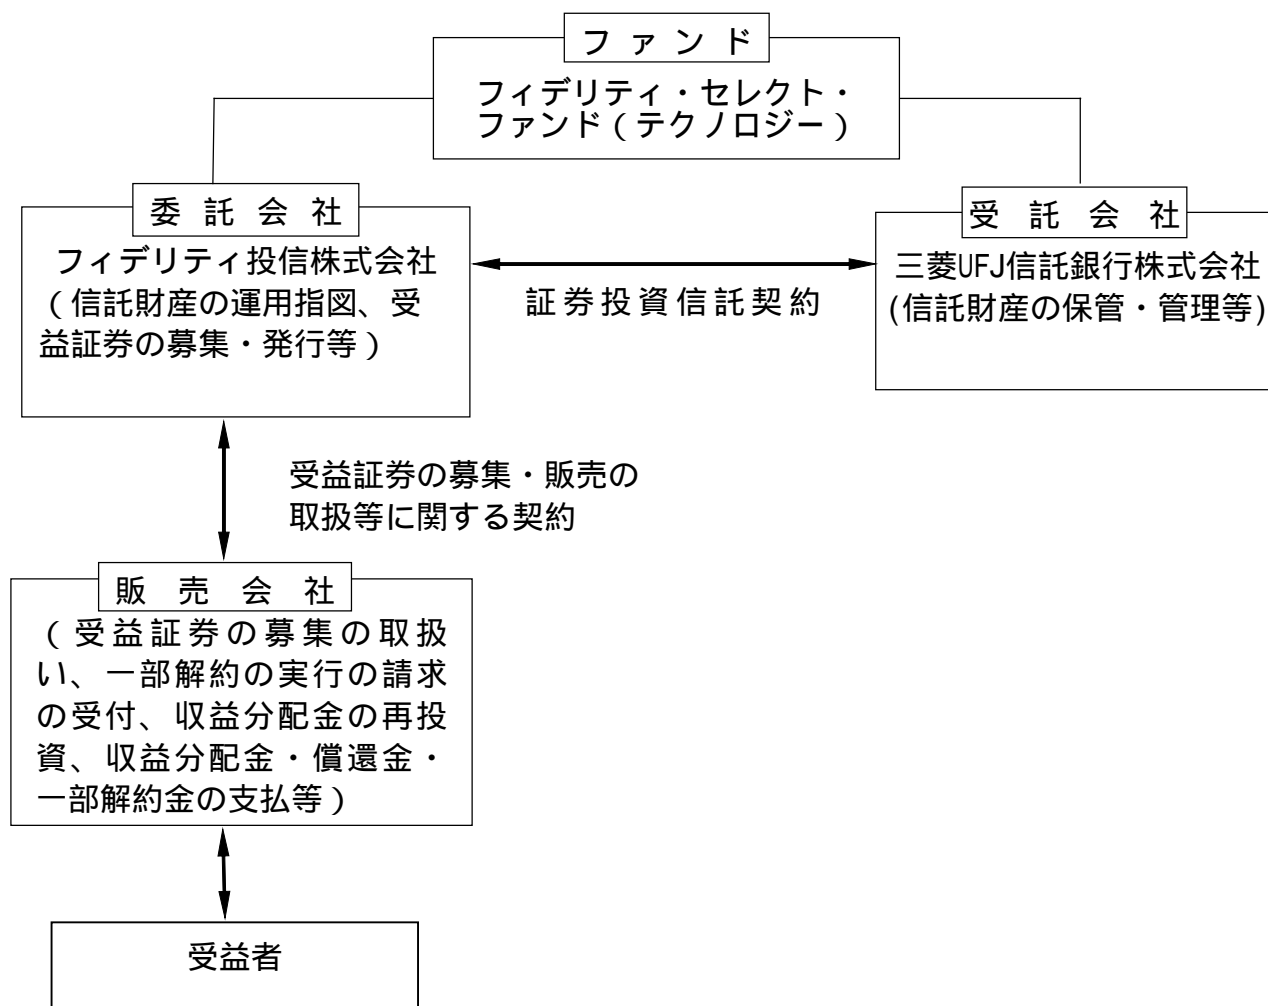 ファンド
フィデリティ・セレクト・
ファンド（テクノロジー）
委託会社
フィデリティ投信株式会社
（信託財産の運用指図、受
益証券の募集・発行等）
証券投資信託契約
受託会社
三菱UFJ信託銀行株式会社
(信託財産の保管・管理等)
受益証券の募集・販売の
取扱等に関する契約
販売会社
（受益証券の募集の取扱
い、一部解約の実行の請求
の受付、収益分配金の再投
資、収益分配金・償還金・
一部解約金の支払等）
受益者